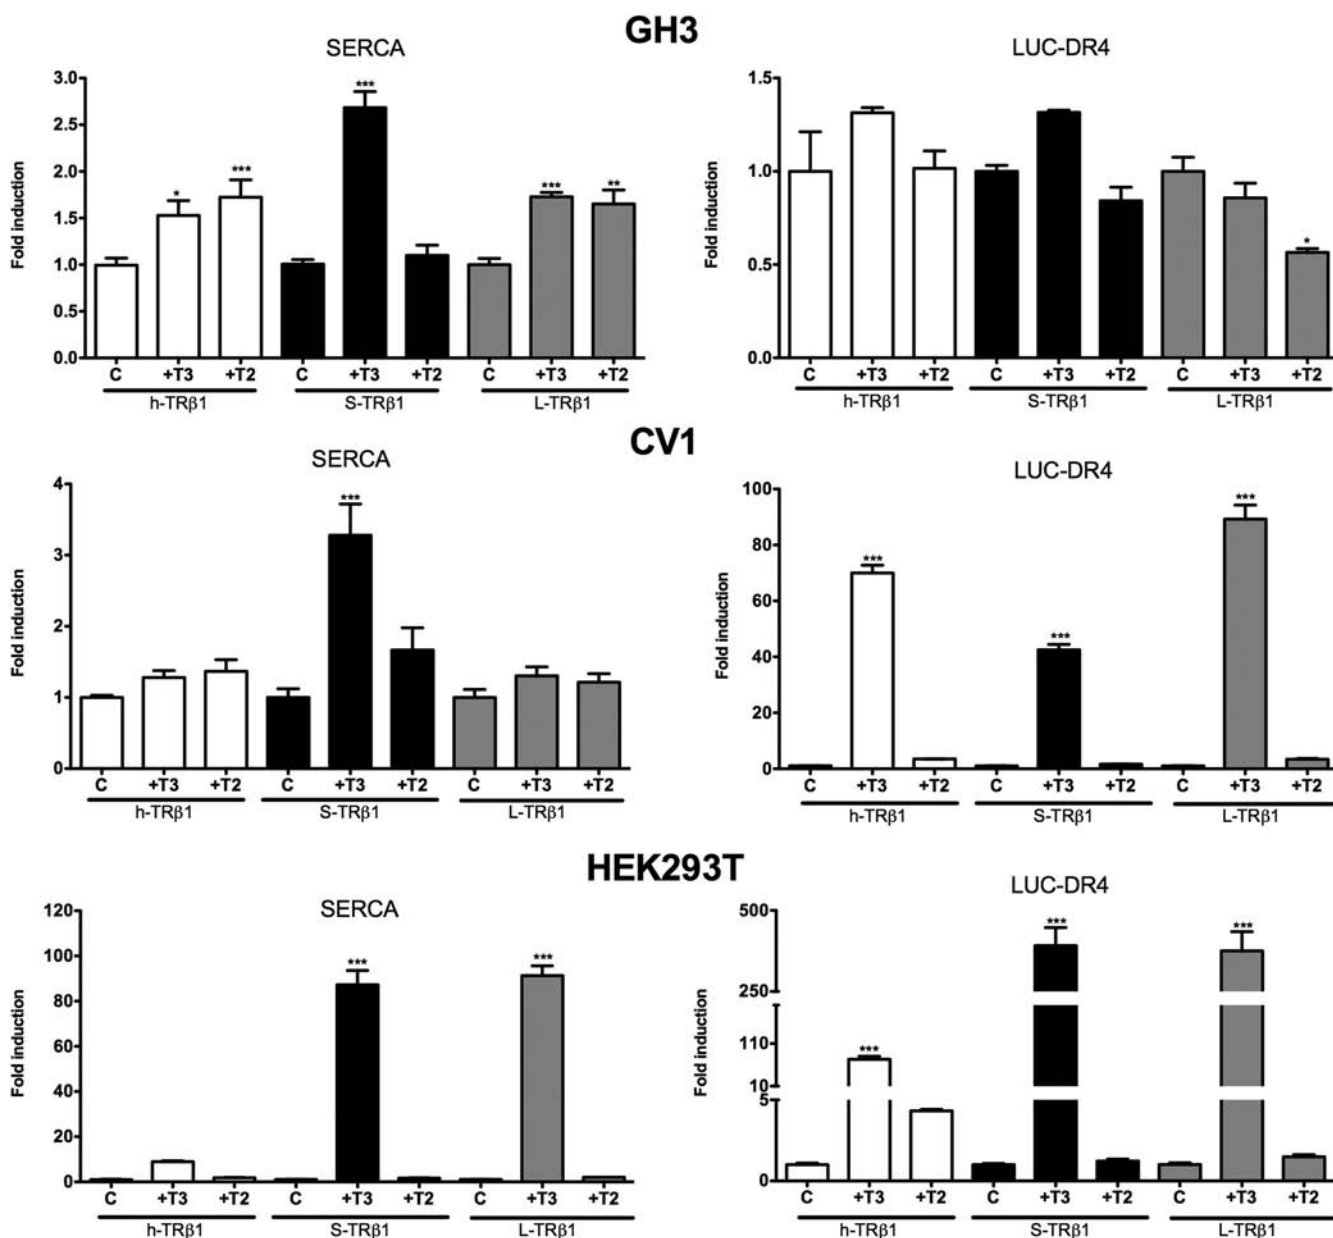 GH3
SERCA
Fold induction
3.0
2.5
2.0
1.5
1.0
0.5
0.0
* *** *** *** **
C +T3 +T2 C +T3 +T2 C +T3 +T2
h-TRβ1 S-TRβ1 L-TRβ1
LUC-DR4
Fold induction
1.5
1.0
0.5
0.0
*
C +T3 +T2 C +T3 +T2 C +T3 +T2
h-TRβ1 S-TRβ1 L-TRβ1
CV1
SERCA
Fold induction
4
3
2
1
0
***
C +T3 +T2 C +T3 +T2 C +T3 +T2
h-TRβ1 S-TRβ1 L-TRβ1
LUC-DR4
Fold induction
100
80
60
40
20
0
*** *** ***
C +T3 +T2 C +T3 +T2 C +T3 +T2
h-TRβ1 S-TRβ1 L-TRβ1
HEK293T
SERCA
Fold induction
120
100
80
60
40
20
0
*** ***
C +T3 +T2 C +T3 +T2 C +T3 +T2
h-TRβ1 S-TRβ1 L-TRβ1
LUC-DR4
Fold induction
500
250
110
10
5
0
*** *** ***
C +T3 +T2 C +T3 +T2 C +T3 +T2
h-TRβ1 S-TRβ1 L-TRβ1